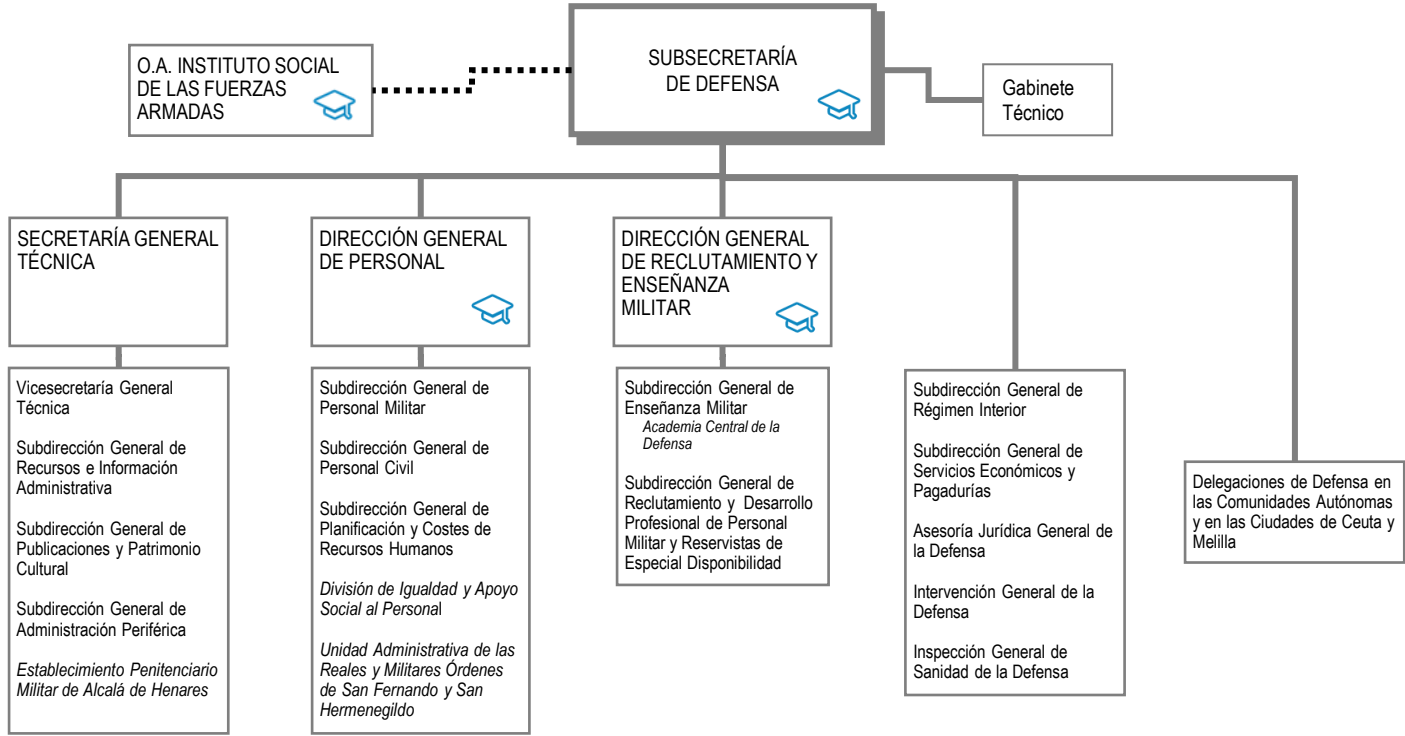 O.A. INSTITUTO SOCIAL
DE LAS FUERZAS
ARMADAS
SUBSECRETARÍA
DE DEFENSA
Gabinete
Técnico
SECRETARÍA GENERAL
TÉCNICA
DIRECCIÓN GENERAL
DE PERSONAL
DIRECCIÓN GENERAL
DE RECLUTAMIENTO Y
ENSEÑANZA
MILITAR
Vicesecretaría General
Técnica
Subdirección General de
Recursos e Información
Administrativa
Subdirección General de
Publicaciones y Patrimonio
Cultural
Subdirección General de
Administración Periférica
Establecimiento Penitenciario
Militar de Alcalá de Henares
Subdirección General de
Personal Militar
Subdirección General de
Personal Civil
Subdirección General de
Planificación y Costes de
Recursos Humanos
División de Igualdad y Apoyo
Social al Personal
Unidad Administrativa de las
Reales y Militares Órdenes
de San Fernando y San
Hermenegildo
Subdirección General de
Enseñanza Militar
Academia Central de la
Defensa
Subdirección General de
Reclutamiento y Desarrollo
Profesional de Personal
Militar y Reservistas de
Especial Disponibilidad
Subdirección General de
Régimen Interior
Subdirección General de
Servicios Económicos y
Pagadurías
Asesoría Jurídica General de
la Defensa
Intervención General de la
Defensa
Inspección General de
Sanidad de la Defensa
Delegaciones de Defensa en
las Comunidades Autónomas
y en las Ciudades de Ceuta y
Melilla